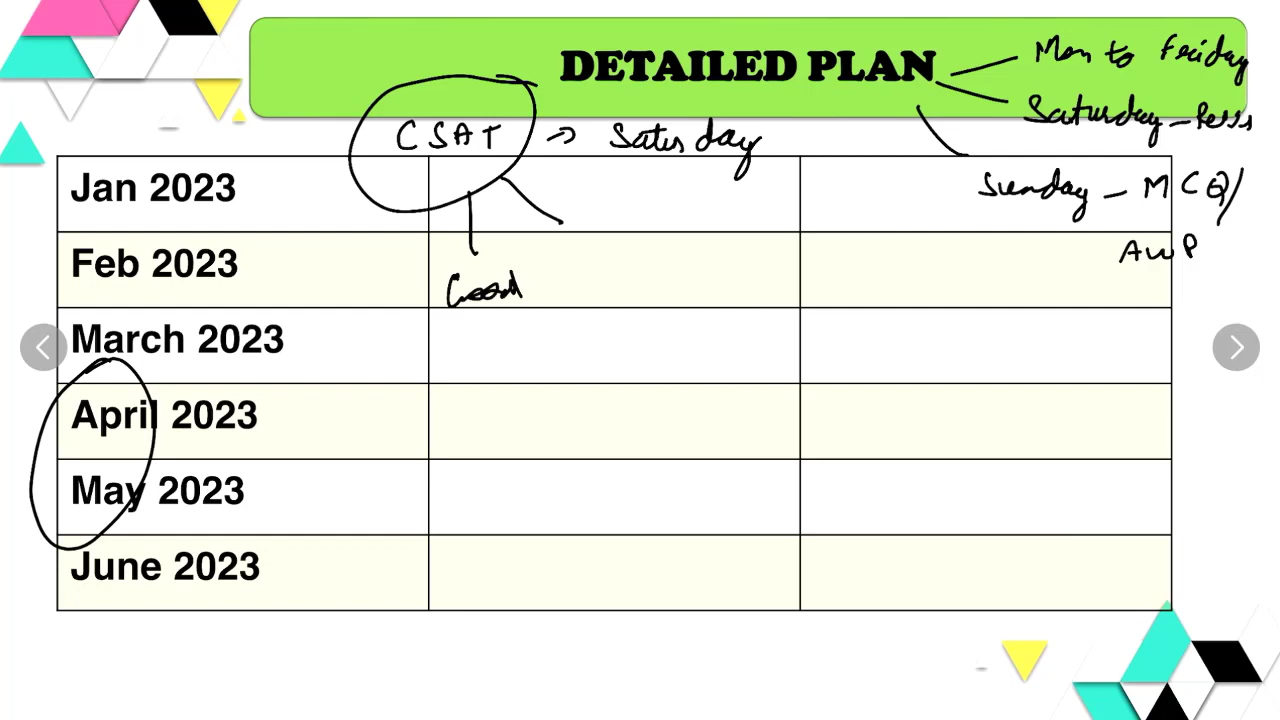 DETAILED PLAN
Mon to Friday
Saturday -
CSAT → Saturday
Jan 2023
Sunday - MCQ/
AWP
Feb 2023
Good
March 2023
April 2023
May 2023
June 2023